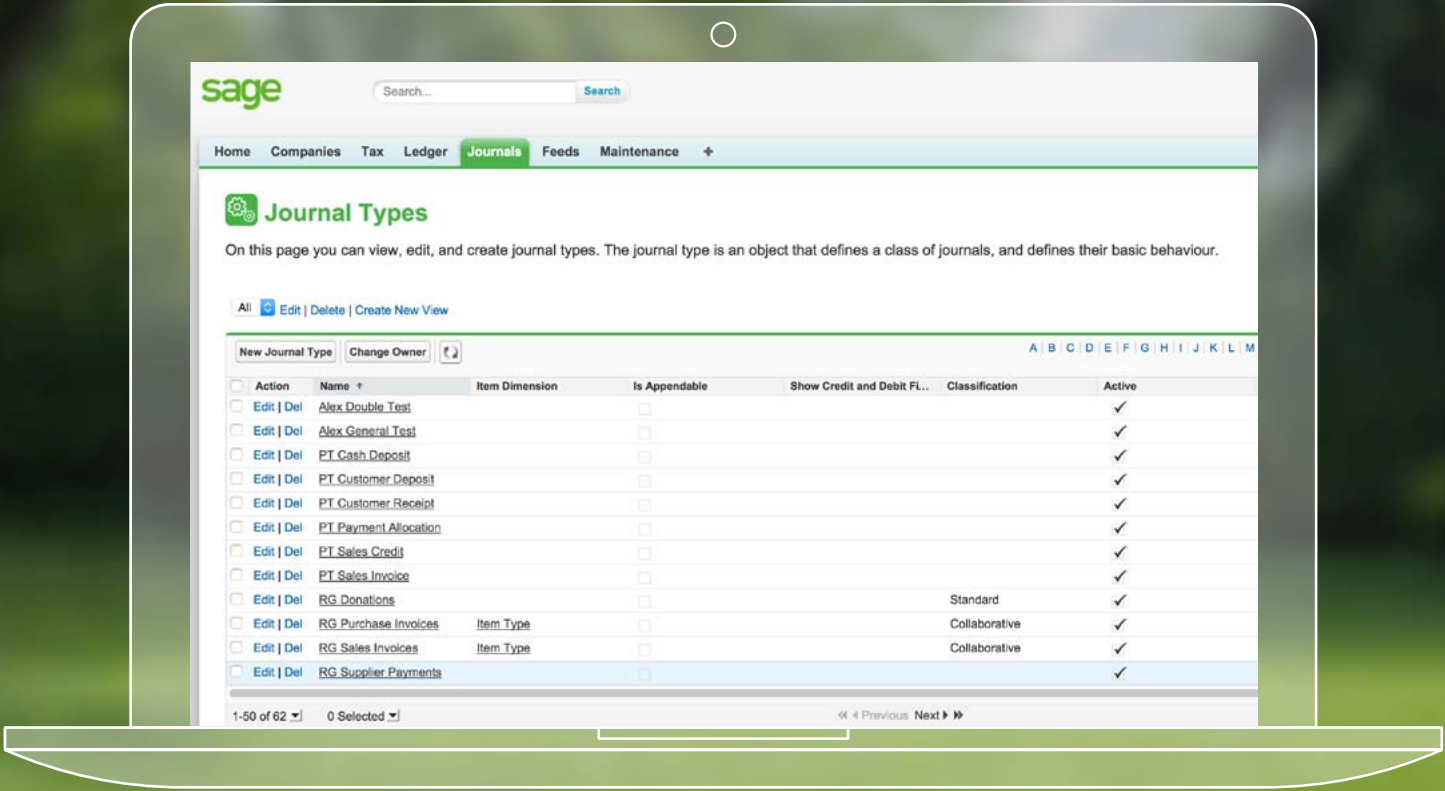 sage
Search... Search
Home Companies Tax Ledger Journals Feeds Maintenance +
Journal Types
On this page you can view, edit, and create journal types. The journal type is an object that defines a class of journals, and defines their basic behaviour.
All Edit | Delete | Create New View
New Journal Type Change Owner A | B | C | D | E | F | G | H | I | J | K | L | M
Action Name ↑ Item Dimension Is Appendable Show Credit and Debit Fi... Classification Active
Edit | Del Alex Double Test ✓
Edit | Del Alex General Test ✓
Edit | Del PT Cash Deposit ✓
Edit | Del PT Customer Deposit ✓
Edit | Del PT Customer Receipt ✓
Edit | Del PT Payment Allocation ✓
Edit | Del PT Sales Credit ✓
Edit | Del PT Sales Invoice ✓
Edit | Del RG Donations Standard ✓
Edit | Del RG Purchase Invoices Item Type Collaborative ✓
Edit | Del RG Sales Invoices Item Type Collaborative ✓
Edit | Del RG Supplier Payments ✓
1-50 of 62 0 Selected Previous Next